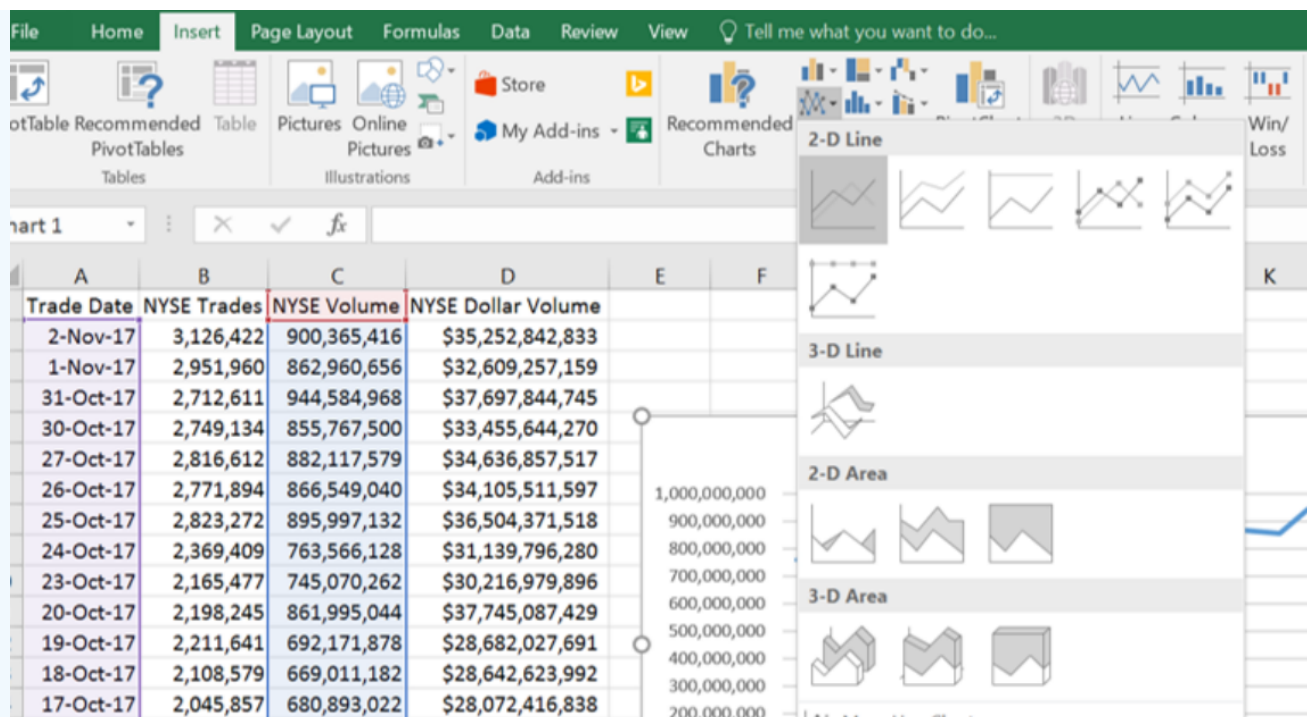 File Home Insert Page Layout Formulas Data Review View Tell me what you want to do...
otTable Recommended PivotTables Table
Tables
Pictures Online Pictures
Illustrations
Store
My Add-ins
Add-ins
Recommended Charts
Win/ Loss
2-D Line
3-D Line
2-D Area
3-D Area
hart 1 fx
A B C D E F K
Trade Date NYSE Trades NYSE Volume NYSE Dollar Volume
2-Nov-17 3,126,422 900,365,416 $35,252,842,833
1-Nov-17 2,951,960 862,960,656 $32,609,257,159
31-Oct-17 2,712,611 944,584,968 $37,697,844,745
30-Oct-17 2,749,134 855,767,500 $33,455,644,270
27-Oct-17 2,816,612 882,117,579 $34,636,857,517
26-Oct-17 2,771,894 866,549,040 $34,105,511,597
25-Oct-17 2,823,272 895,997,132 $36,504,371,518
24-Oct-17 2,369,409 763,566,128 $31,139,796,280
23-Oct-17 2,165,477 745,070,262 $30,216,979,896
20-Oct-17 2,198,245 861,995,044 $37,745,087,429
19-Oct-17 2,211,641 692,171,878 $28,682,027,691
18-Oct-17 2,108,579 669,011,182 $28,642,623,992
17-Oct-17 2,045,857 680,893,022 $28,072,416,838
1,000,000,000
900,000,000
800,000,000
700,000,000
600,000,000
500,000,000
400,000,000
300,000,000
200,000,000